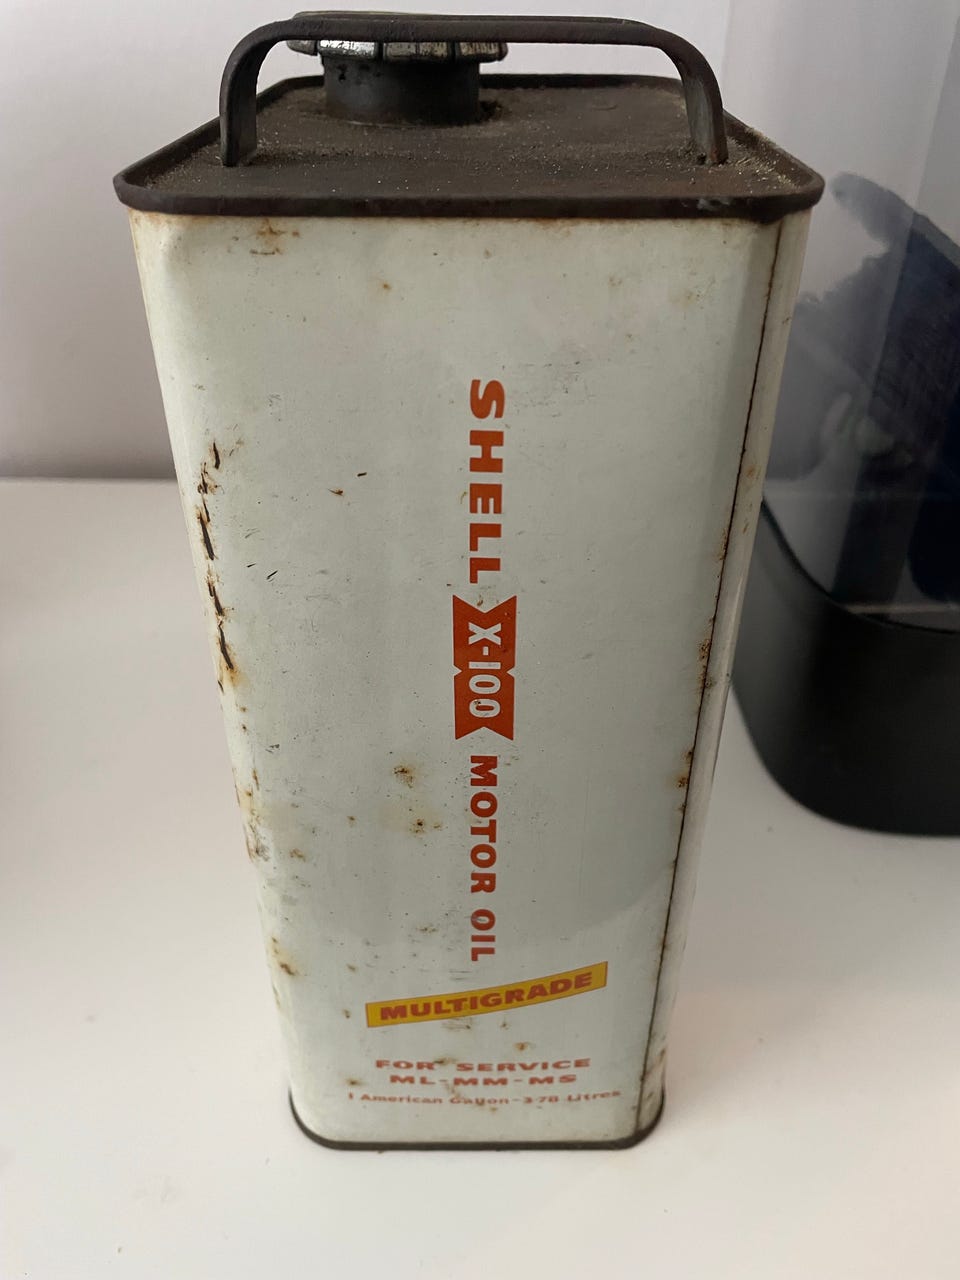 SHELL X-100 MOTOR OIL
MULTIGRADE
FOR SERVICE
ML-MM-MS
1 American Gallon-3·78 Litres